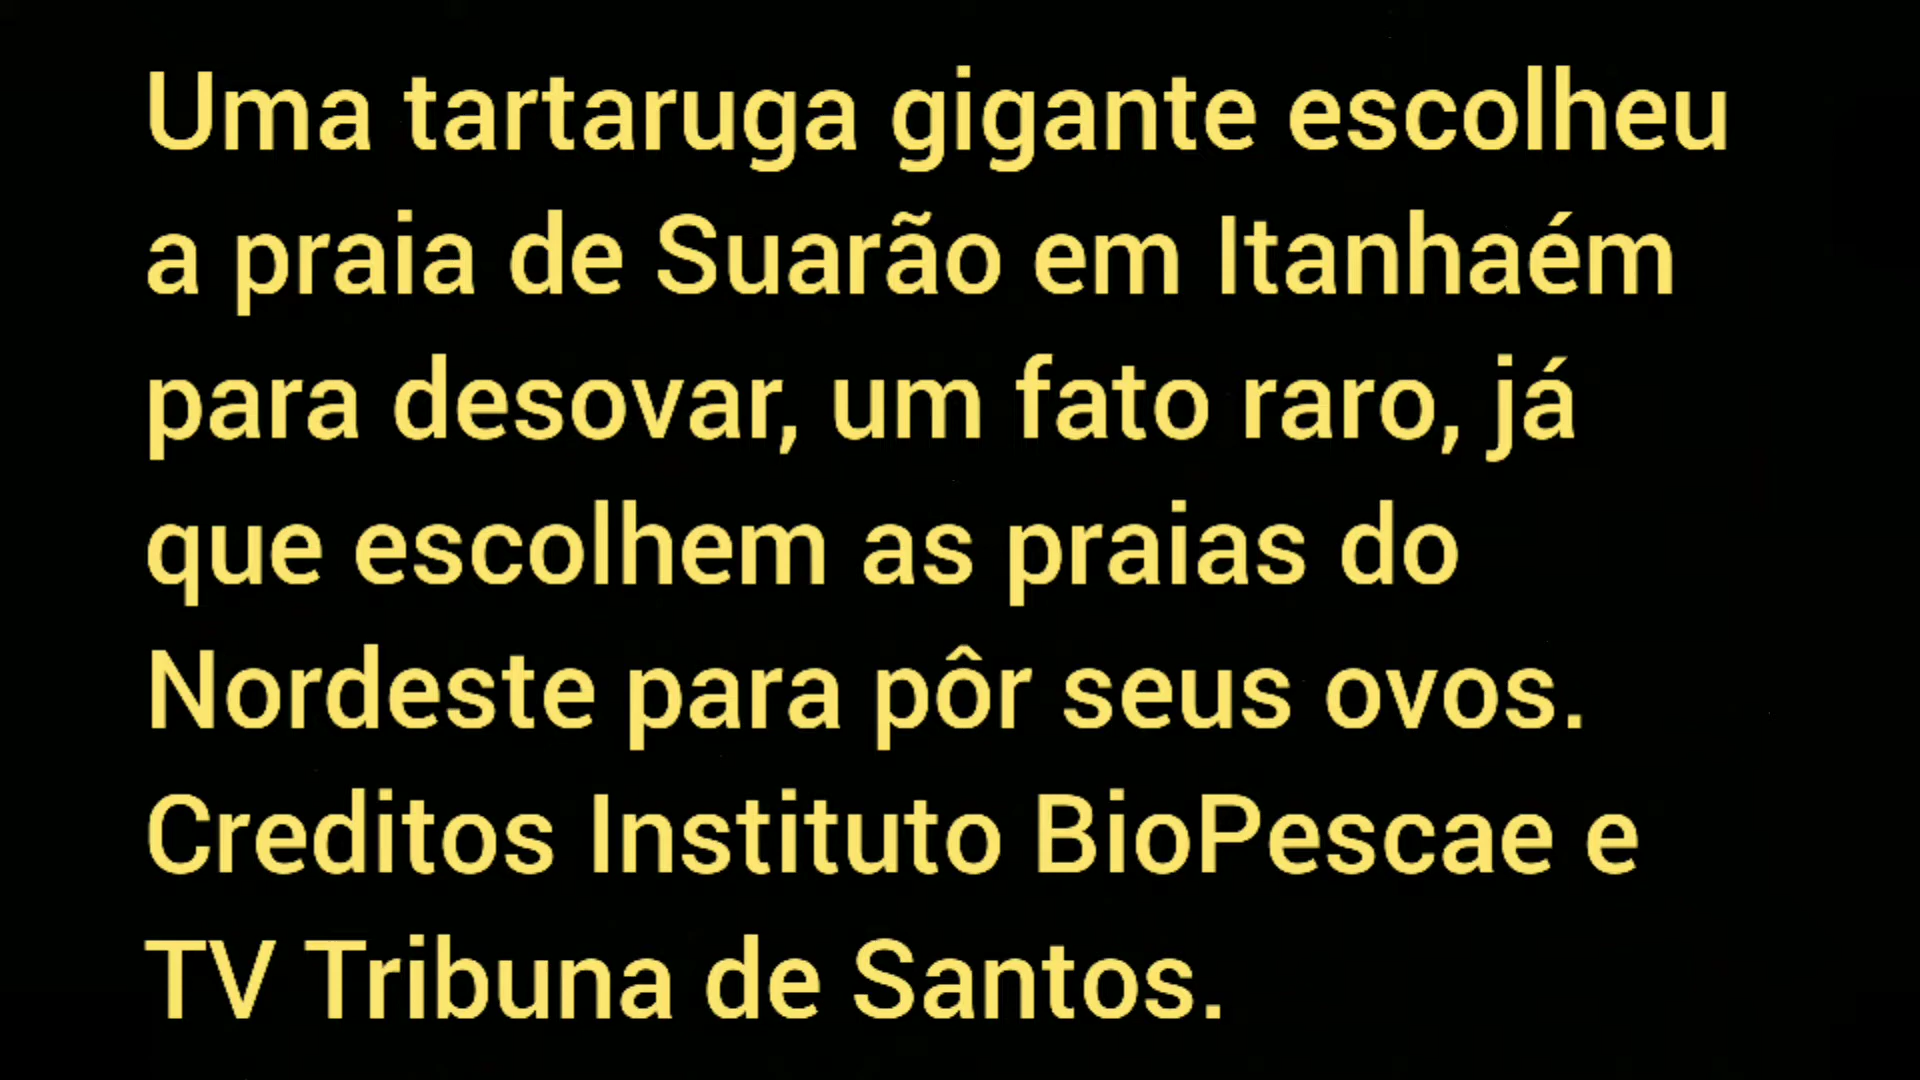 Uma tartaruga gigante escolheu
a praia de Suarão em Itanhaém
para desovar, um fato raro, já
que escolhem as praias do
Nordeste para pôr seus ovos.
Creditos Instituto BioPescae e
TV Tribuna de Santos.